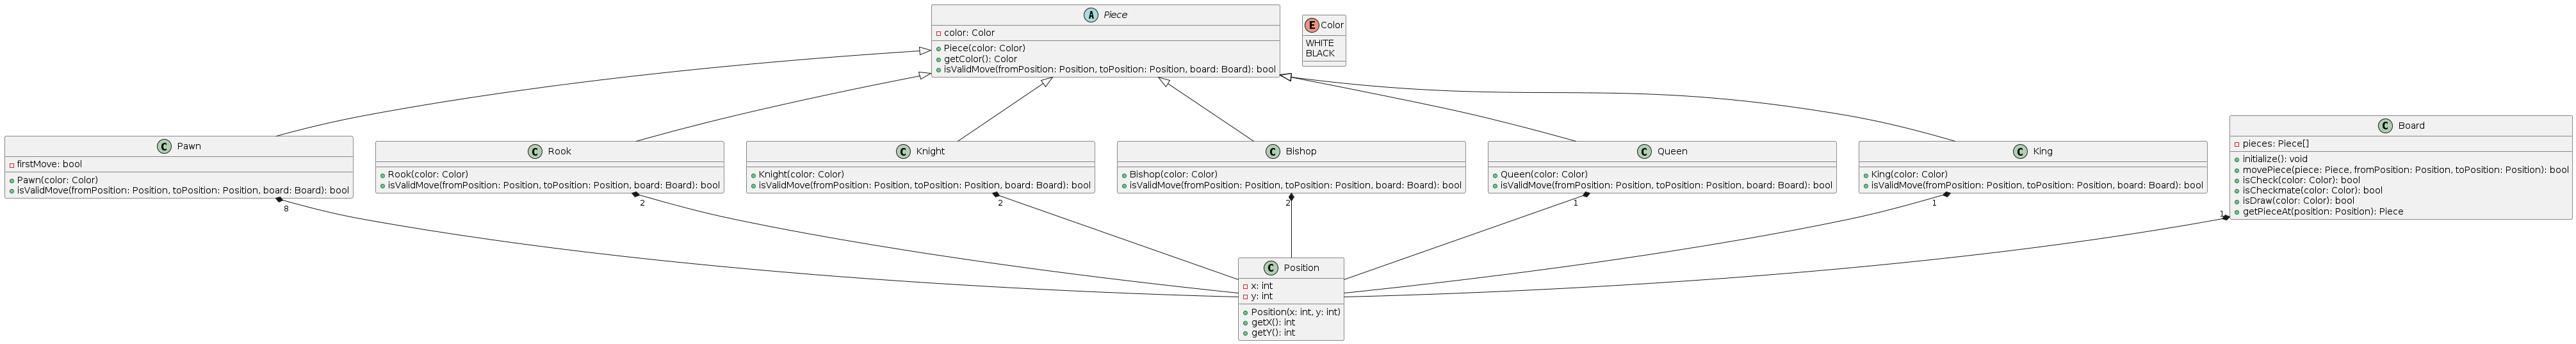 A Piece
color: Color
Piece(color: Color)
getColor(): Color
isValidMove(fromPosition: Position, toPosition: Position, board: Board): bool
E Color
WHITE
BLACK
C Pawn
firstMove: bool
Pawn(color: Color)
isValidMove(fromPosition: Position, toPosition: Position, board: Board): bool
8
C Rook
Rook(color: Color)
isValidMove(fromPosition: Position, toPosition: Position, board: Board): bool
2
C Knight
Knight(color: Color)
isValidMove(fromPosition: Position, toPosition: Position, board: Board): bool
2
C Bishop
Bishop(color: Color)
isValidMove(fromPosition: Position, toPosition: Position, board: Board): bool
2
C Queen
Queen(color: Color)
isValidMove(fromPosition: Position, toPosition: Position, board: Board): bool
1
C King
King(color: Color)
isValidMove(fromPosition: Position, toPosition: Position, board: Board): bool
1
C Board
pieces: Piece[]
initialize(): void
movePiece(piece: Piece, fromPosition: Position, toPosition: Position): bool
isCheck(color: Color): bool
isCheckmate(color: Color): bool
isDraw(color: Color): bool
getPieceAt(position: Position): Piece
1
C Position
x: int
y: int
Position(x: int, y: int)
getX(): int
getY(): int